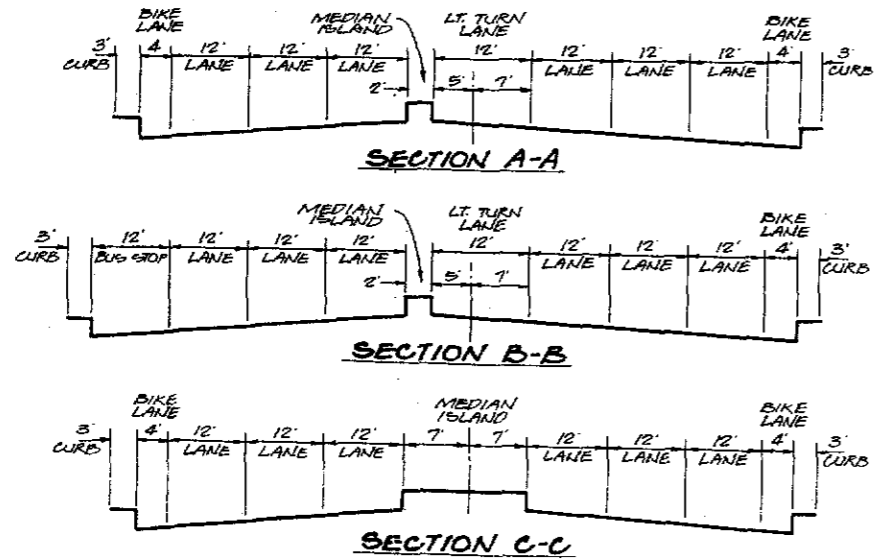 BIKE LANE MEDIAN ISLAND LT. TURN LANE BIKE LANE
3' 4' 12' 12' 12' 12' 12' 12' 12' 4' 3'
CURB LANE LANE LANE LANE LANE LANE CURB
2' 5' 7'
SECTION A-A
MEDIAN ISLAND LT. TURN LANE BIKE LANE
3' 12' 12' 12' 12' 12' 12' 12' 12' 4' 3'
CURB BUS STOP LANE LANE LANE LANE LANE LANE CURB
2' 5' 7'
SECTION B-B
BIKE LANE MEDIAN ISLAND BIKE LANE
3' 4' 12' 12' 12' 7' 7' 12' 12' 12' 4' 3'
CURB LANE LANE LANE LANE LANE LANE CURB
SECTION C-C